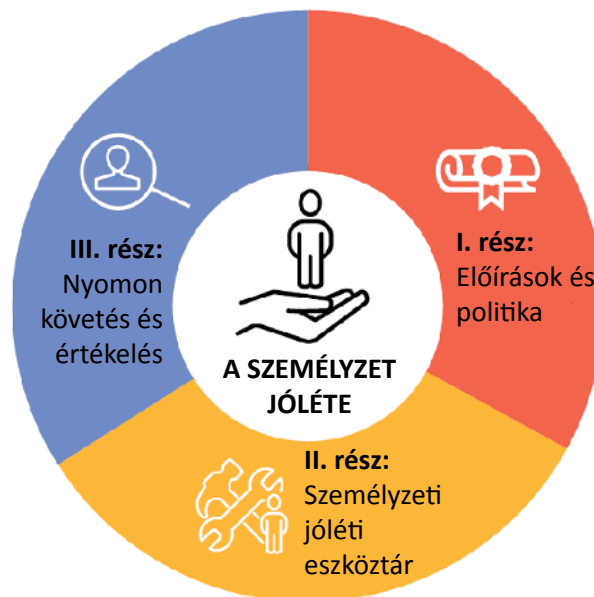 I. rész:
Előírások és
politika
II. rész:
Személyzeti
jóléti
eszköztár
III. rész:
Nyomon
követés és
értékelés
A SZEMÉLYZET
JÓLÉTE